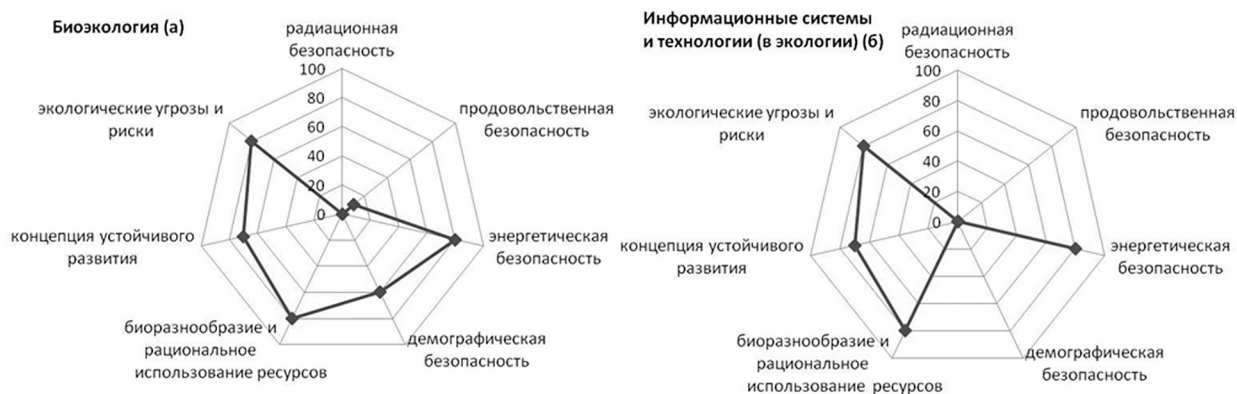 Биоэкология (а)
радиационная
безопасность
100
80
60
40
20
0
продовольственная
безопасность
энергетическая
безопасность
демографическая
безопасность
биоразнообразие и
рациональное
использование ресурсов
концепция устойчивого
развития
экологические угрозы и
риски
Информационные системы
и технологии (в экологии) (б)
радиационная
безопасность
100
80
60
40
20
0
продовольственная
безопасность
энергетическая
безопасность
демографическая
безопасность
биоразнообразие и
рациональное
использование ресурсов
концепция устойчивого
развития
экологические угрозы и
риски